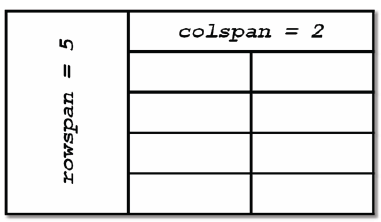 rowspan = 5
colspan = 2